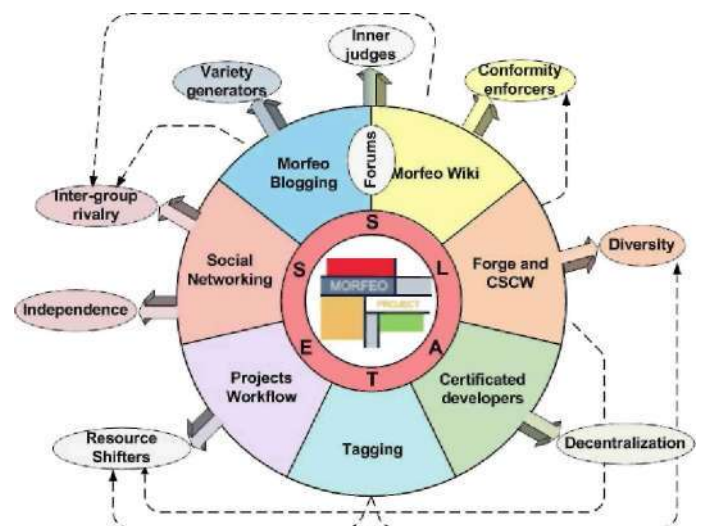 Inner
judges
Variety
generators
Conformity
enforcers
Morfeo
Blogging
Forums
Morfeo Wiki
Inter-group
rivalry
Social
Networking
Forge and
CSCW
Diversity
Independence
S
L
A
T
E
S
MORFEO
PROJECT
Projects
Workflow
Certificated
developers
Tagging
Resource
Shifters
Decentralization